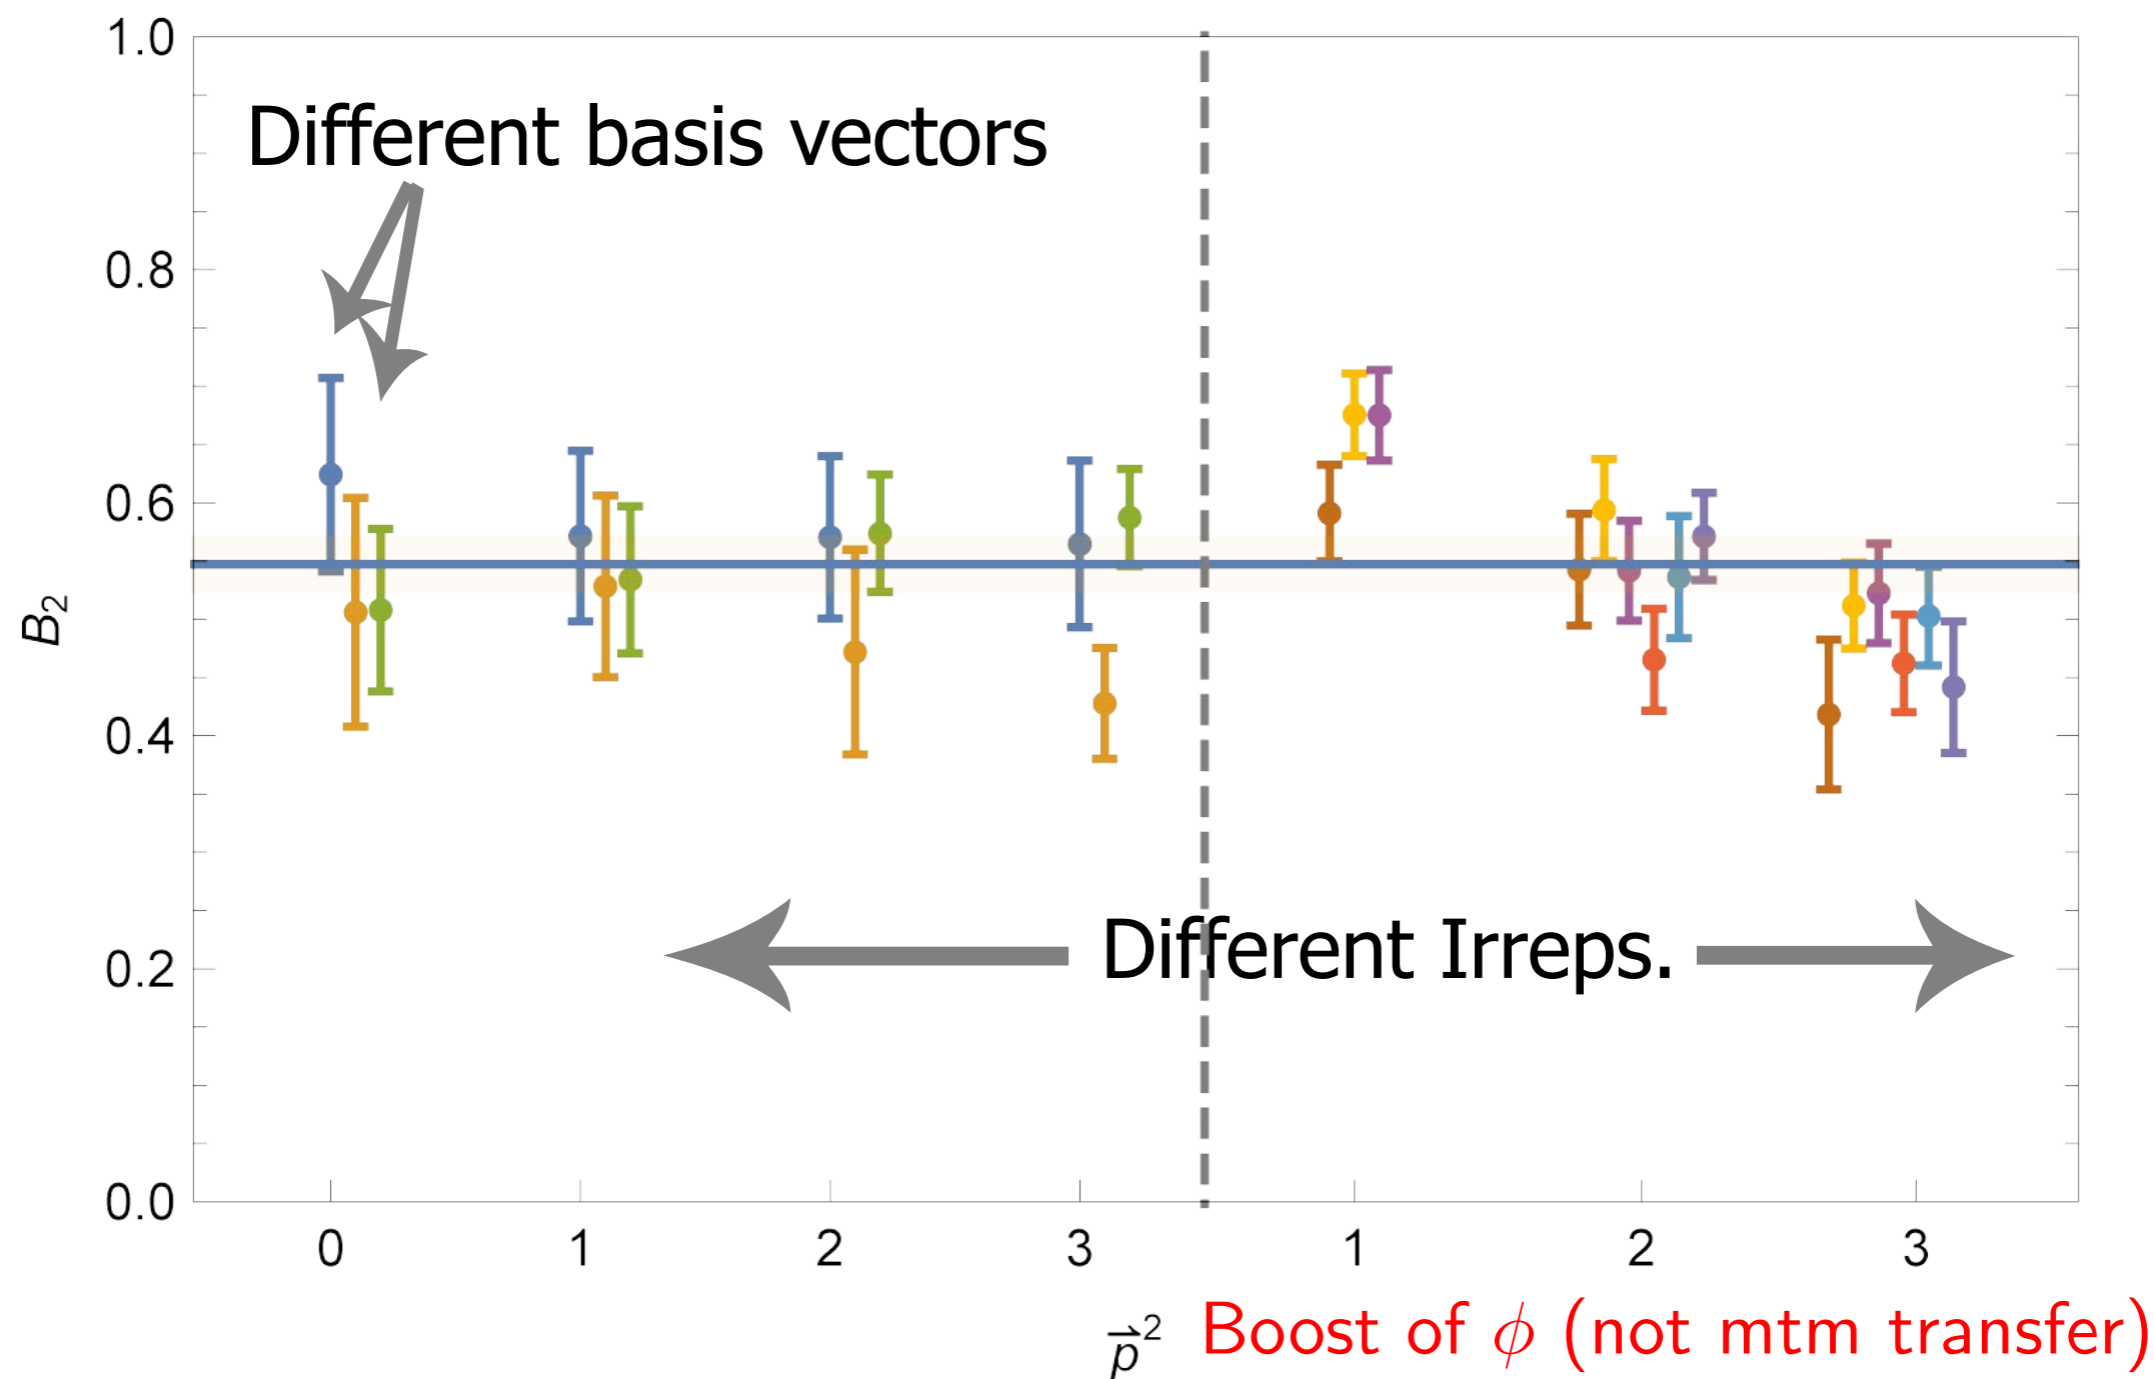 1.0
Different basis vectors
0.8
0.6
B₂
0.4
Different Irreps.
0.2
0.0
0 1 2 3 1 2 3
p⃗² Boost of ϕ (not mtm transfer)